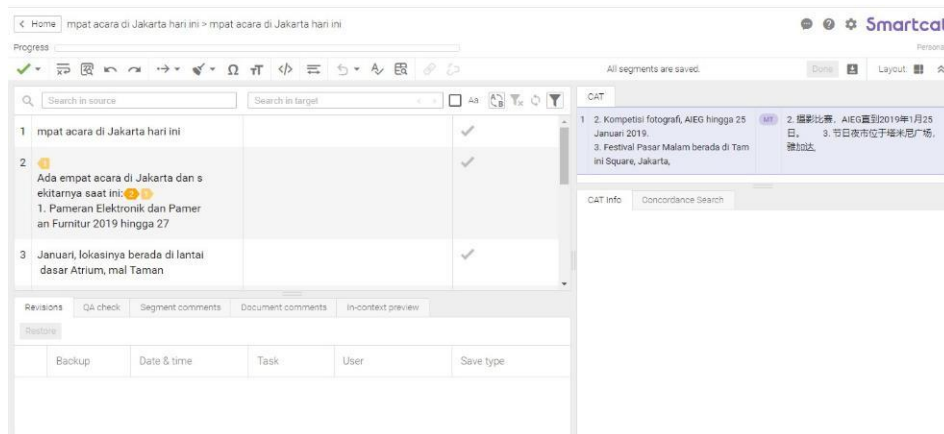 Home mpat acara di Jakarta hari ini > mpat acara di Jakarta hari ini
Smartcat
Progress
Persona
Ω тT </>
All segments are saved.
Done
Layout:
Search in source
Search in target
Aa
CAT
1 mpat acara di Jakarta hari ini
2
1
Ada empat acara di Jakarta dan s
ekitarnya saat ini:
2 1
1. Pameran Elektronik dan Pamer
an Furnitur 2019 hingga 27
3 Januari, lokasinya berada di lantai
dasar Atrium, mal Taman
1 2. Kompetisi fotografi, AIEG hingga 25
Januari 2019.
3. Festival Pasar Malam berada di Tam
ini Square, Jakarta,
MT
2. 摄影比赛，AIEG直到2019年1月25
日。 3. 节日夜市位于塔米尼广场，
雅加达,
CAT Info Concordance Search
Revisions QA check Segment comments Document comments In-context preview
Restore
Backup Date & time Task User Save type